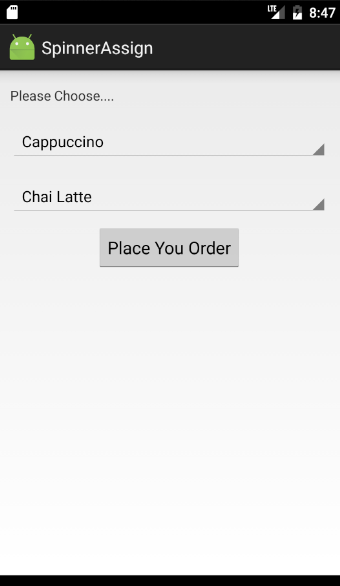 LTE 8:47
SpinnerAssign
Please Choose....
Cappuccino
Chai Latte
Place You Order